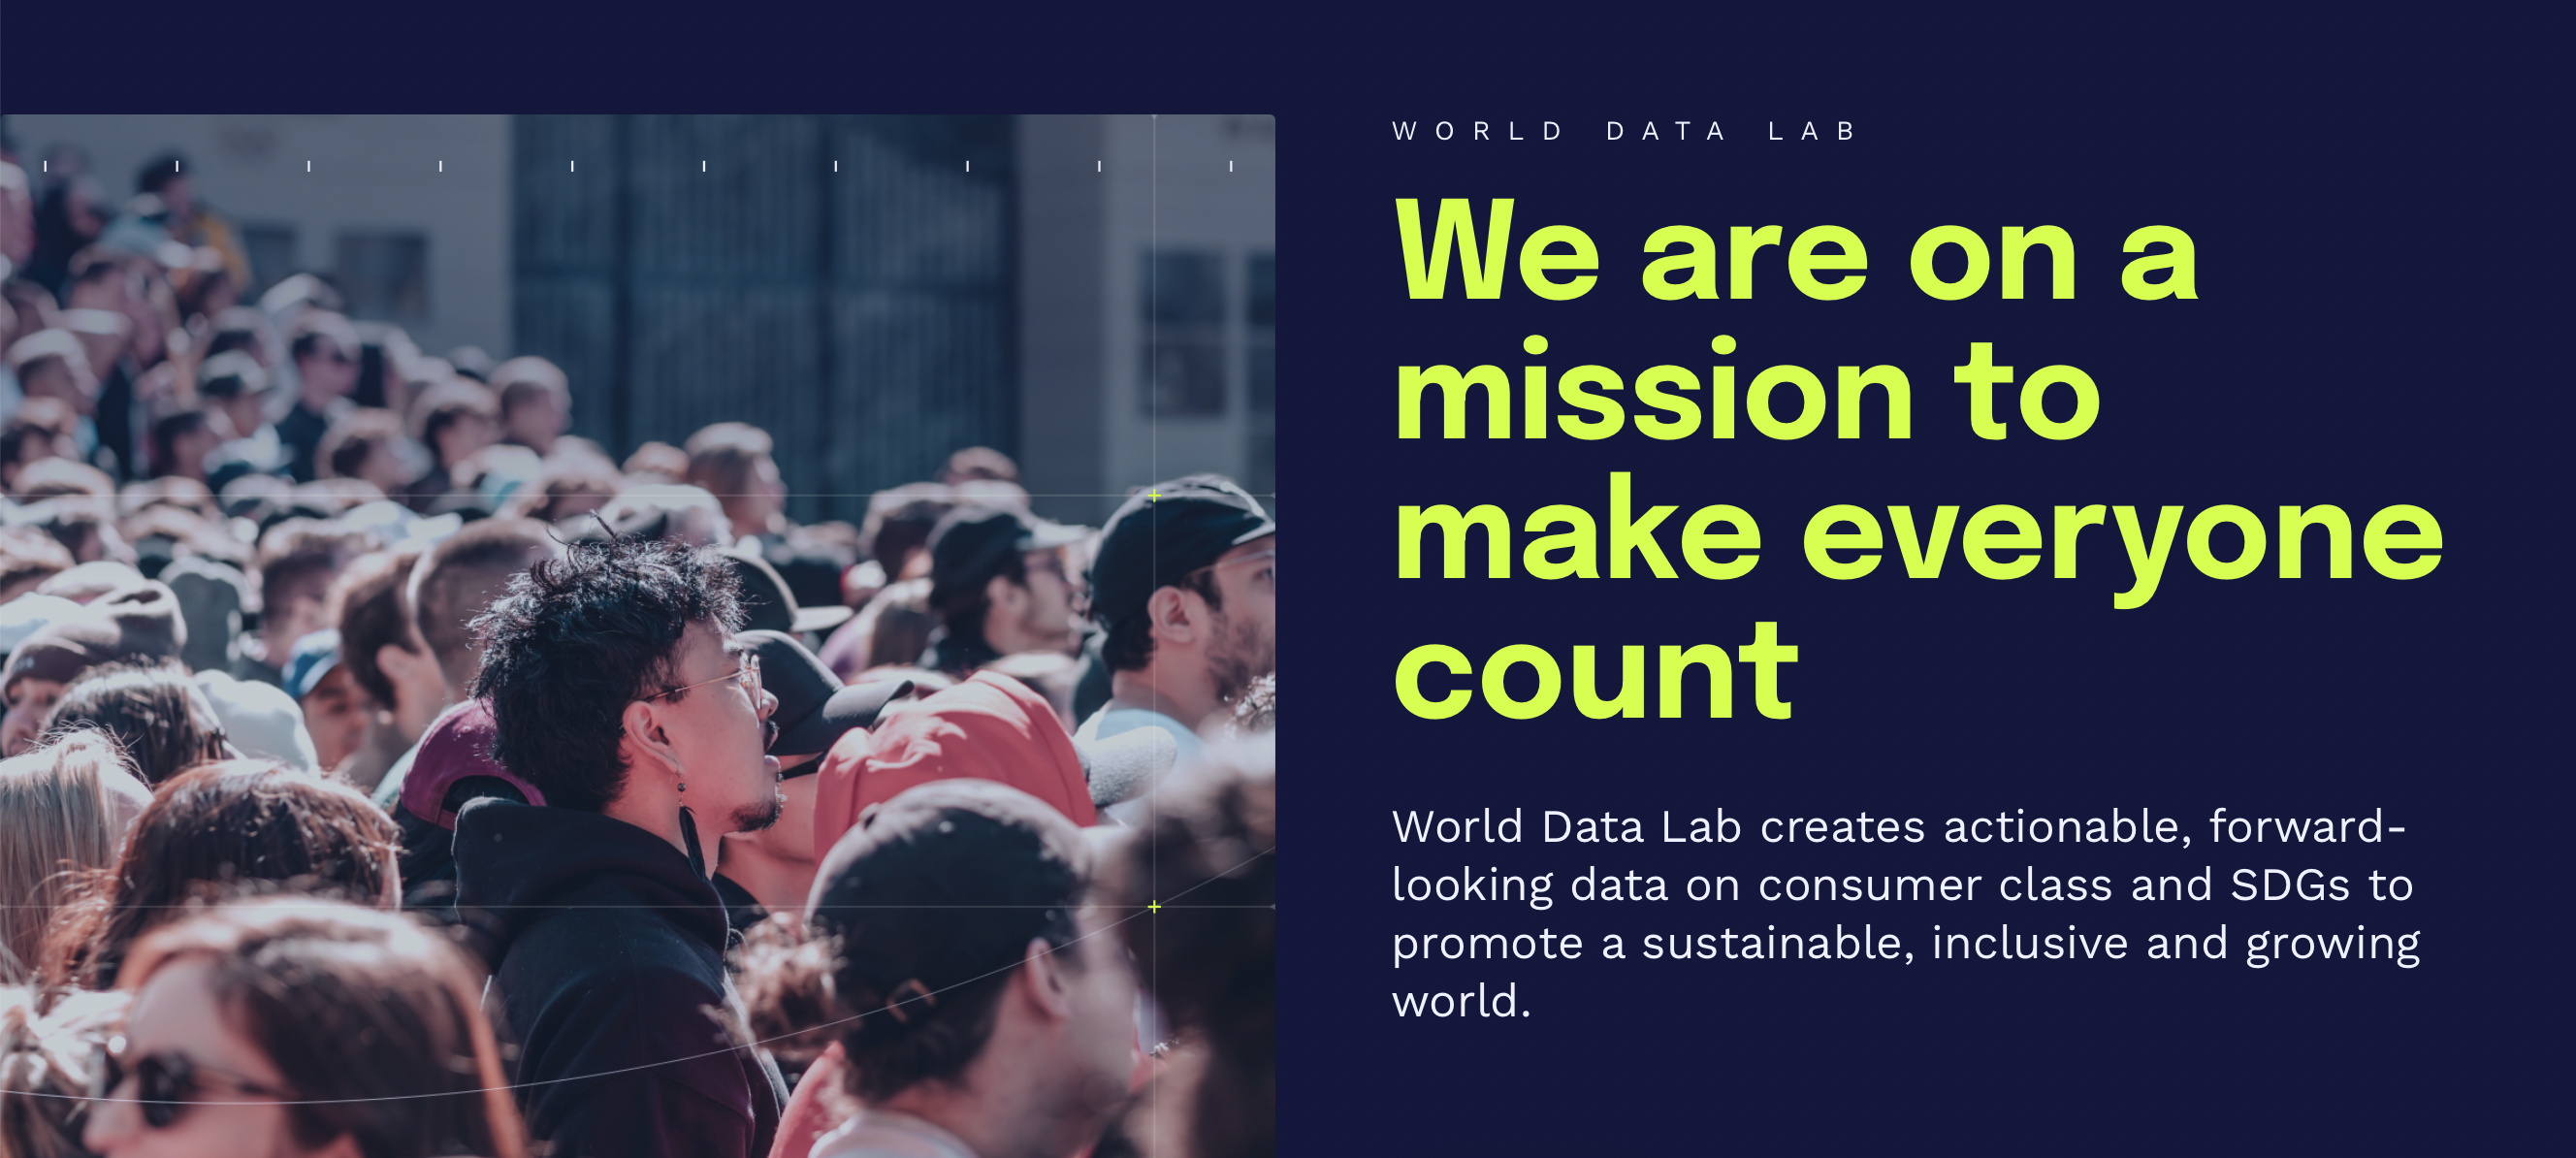 WORLD DATA LAB
We are on a
mission to
make everyone
count
World Data Lab creates actionable, forward-
looking data on consumer class and SDGs to
promote a sustainable, inclusive and growing
world.